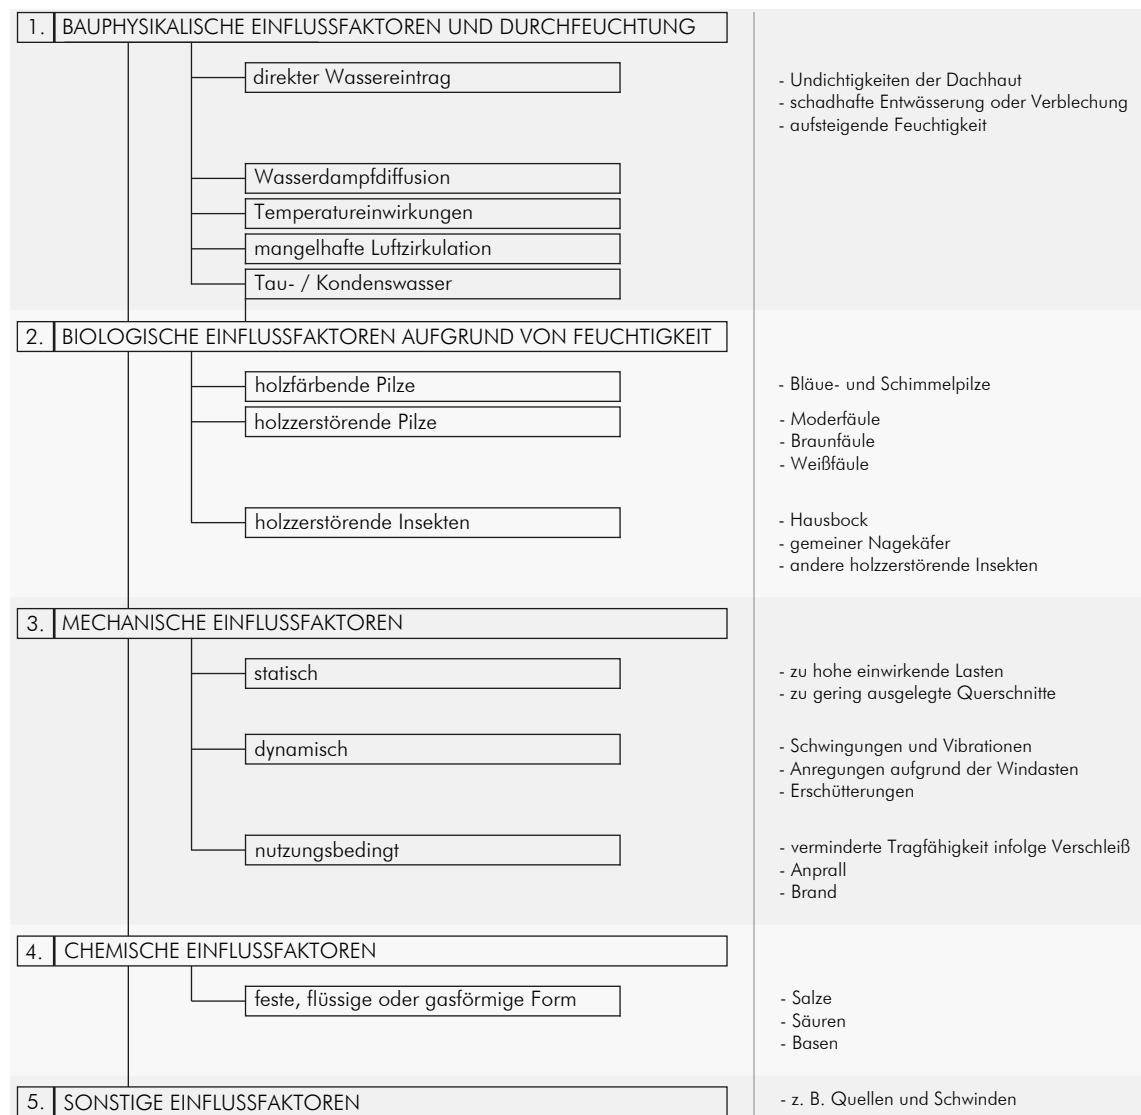 1. BAUPHYSIKALISCHE EINFLUSSFAKTOREN UND DURCHFEUCHTUNG
direkter Wassereintrag
- Undichtigkeiten der Dachhaut
- schadhafte Entwässerung oder Verblechung
- aufsteigende Feuchtigkeit
Wasserdampfdiffusion
Temperatureinwirkungen
mangelhafte Luftzirkulation
Tau- / Kondenswasser
2. BIOLOGISCHE EINFLUSSFAKTOREN AUFGRUND VON FEUCHTIGKEIT
holzfärbende Pilze
- Bläue- und Schimmelpilze
holzzerstörende Pilze
- Moderfäule
- Braunfäule
- Weißfäule
holzzerstörende Insekten
- Hausbock
- gemeiner Nagekäfer
- andere holzzerstörende Insekten
3. MECHANISCHE EINFLUSSFAKTOREN
statisch
- zu hohe einwirkende Lasten
- zu gering ausgelegte Querschnitte
dynamisch
- Schwingungen und Vibrationen
- Anregungen aufgrund der Windasten
- Erschütterungen
nutzungsbedingt
- verminderte Tragfähigkeit infolge Verschleiß
- Anprall
- Brand
4. CHEMISCHE EINFLUSSFAKTOREN
feste, flüssige oder gasförmige Form
- Salze
- Säuren
- Basen
5. SONSTIGE EINFLUSSFAKTOREN
- z. B. Quellen und Schwinden